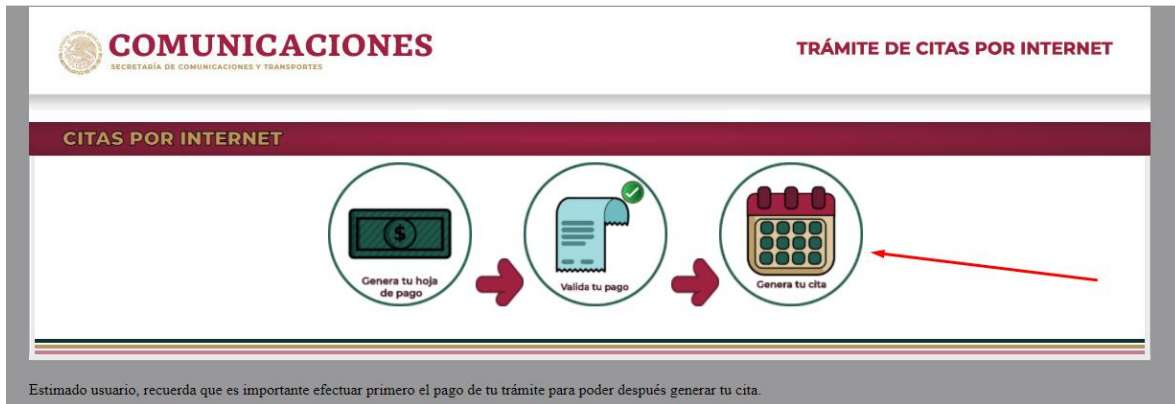 COMUNICACIONES
SECRETARÍA DE COMUNICACIONES Y TRANSPORTES
TRÁMITE DE CITAS POR INTERNET
CITAS POR INTERNET
$
Genera tu hoja
de pago
Valida tu pago
Genera tu cita
Estimado usuario, recuerda que es importante efectuar primero el pago de tu trámite para poder después generar tu cita.